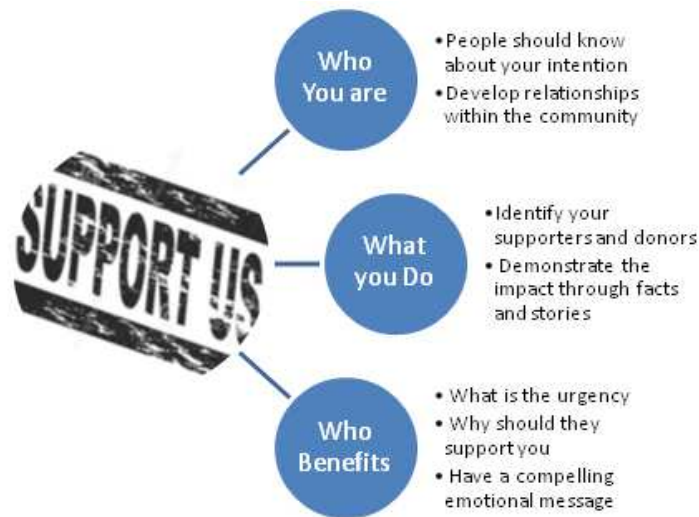 SUPPORT US
Who
You are
• People should know
about your intention
• Develop relationships
within the community
What
you Do
• Identify your
supporters and donors
• Demonstrate the
impact through facts
and stories
Who
Benefits
• What is the urgency
• Why should they
support you
• Have a compelling
emotional message